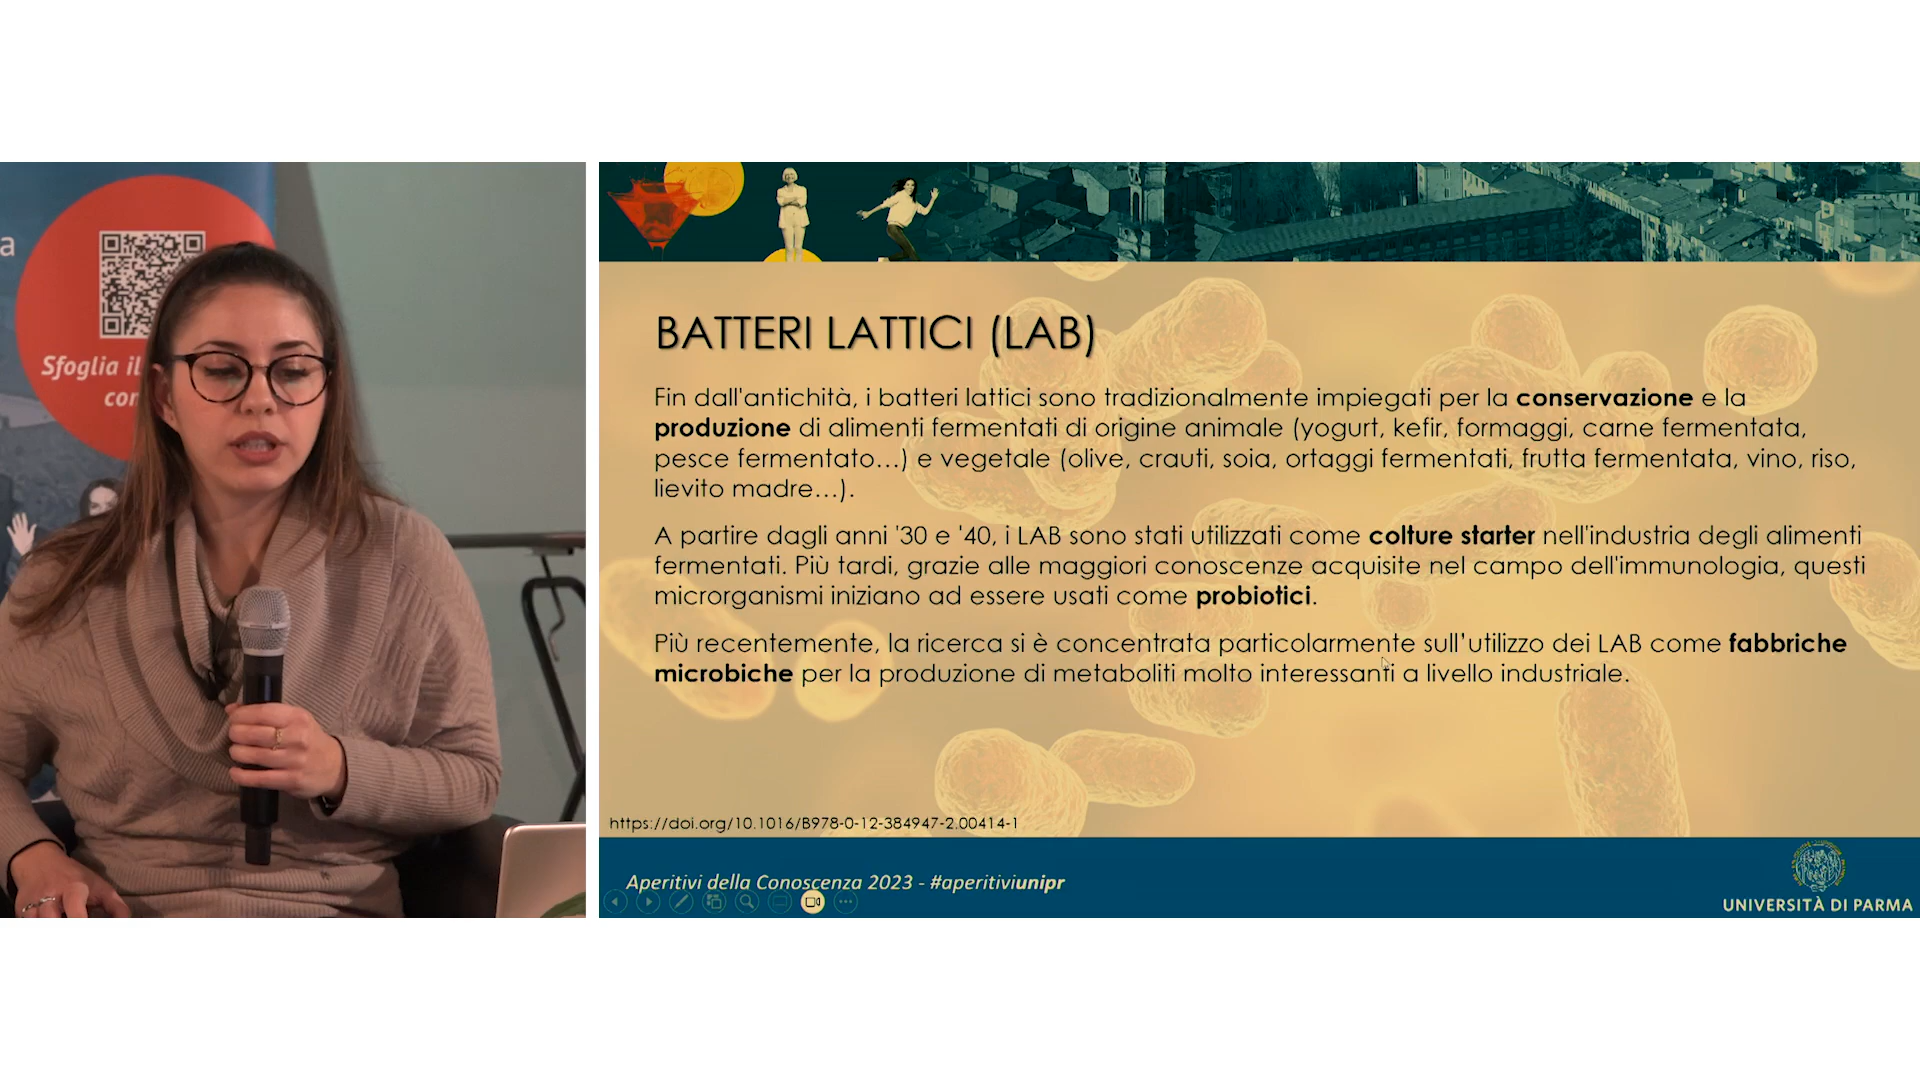 a
Sfoglia il
BATTERI LATTICI (LAB)
Fin dall'antichità, i batteri lattici sono tradizionalmente impiegati per la conservazione e la
produzione di alimenti fermentati di origine animale (yogurt, kefir, formaggi, carne fermentata,
pesce fermentato…) e vegetale (olive, crauti, soia, ortaggi fermentati, frutta fermentata, vino, riso,
lievito madre…).
A partire dagli anni '30 e '40, i LAB sono stati utilizzati come colture starter nell'industria degli alimenti
fermentati. Più tardi, grazie alle maggiori conoscenze acquisite nel campo dell'immunologia, questi
microrganismi iniziano ad essere usati come probiotici.
Più recentemente, la ricerca si è concentrata particolarmente sull’utilizzo dei LAB come fabbriche
microbiche per la produzione di metaboliti molto interessanti a livello industriale.
https://doi.org/10.1016/B978-0-12-384947-2.00414-1
Aperitivi della Conoscenza 2023 - #aperitiviunipr
UNIVERSITÀ DI PARMA